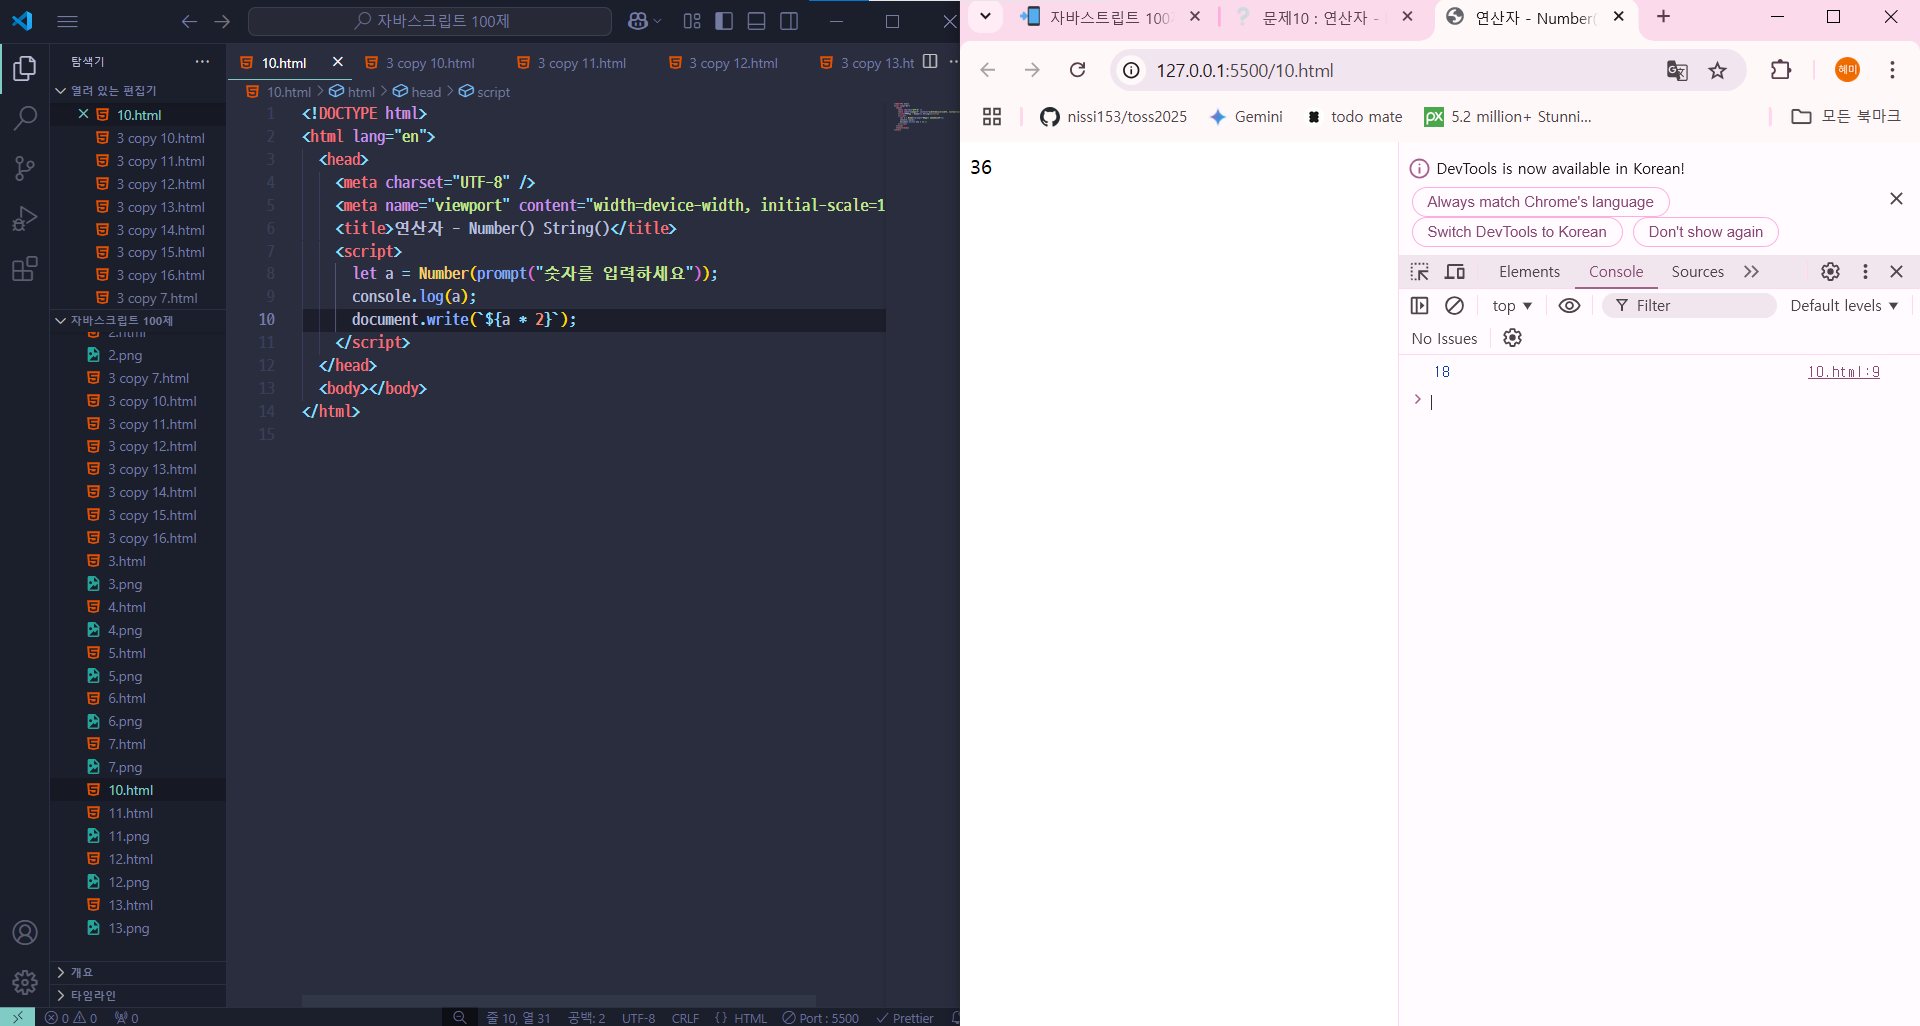 자바스크립트 100제
탐색기
열려 있는 편집기
10.html
3 copy 10.html
3 copy 11.html
3 copy 12.html
3 copy 13.html
3 copy 14.html
3 copy 15.html
3 copy 16.html
3 copy 7.html
자바스크립트 100제
2.html
2.png
3 copy 7.html
3 copy 10.html
3 copy 11.html
3 copy 12.html
3 copy 13.html
3 copy 14.html
3 copy 15.html
3 copy 16.html
3.html
3.png
4.html
4.png
5.html
5.png
6.html
6.png
7.html
7.png
10.html
11.html
11.png
12.html
12.png
13.html
13.png
개요
타임라인
10.html 3 copy 10.html 3 copy 11.html 3 copy 12.html 3 copy 13.ht
10.html > html > head > script
1 <!DOCTYPE html>
2 <html lang="en">
3 <head>
4 <meta charset="UTF-8" />
5 <meta name="viewport" content="width=device-width, initial-scale=1
6 <title>연산자 - Number() String()</title>
7 <script>
8 let a = Number(prompt("숫자를 입력하세요"));
9 console.log(a);
10 document.write(`${a * 2}`);
11 </script>
12 </head>
13 <body></body>
14 </html>
15
0 0 0 줄 10, 열 31 공백: 2 UTF-8 CRLF {} HTML Port : 5500 Prettier
자바스트립트 100 문제10 : 연산자 - 연산자 - Number(
127.0.0.1:5500/10.html 혜미
nissi153/toss2025 Gemini todo mate px 5.2 million+ Stunni... 모든 북마크
36
DevTools is now available in Korean!
Always match Chrome's language
Switch DevTools to Korean Don't show again
Elements Console Sources
top Filter Default levels
No Issues
18 10.html:9